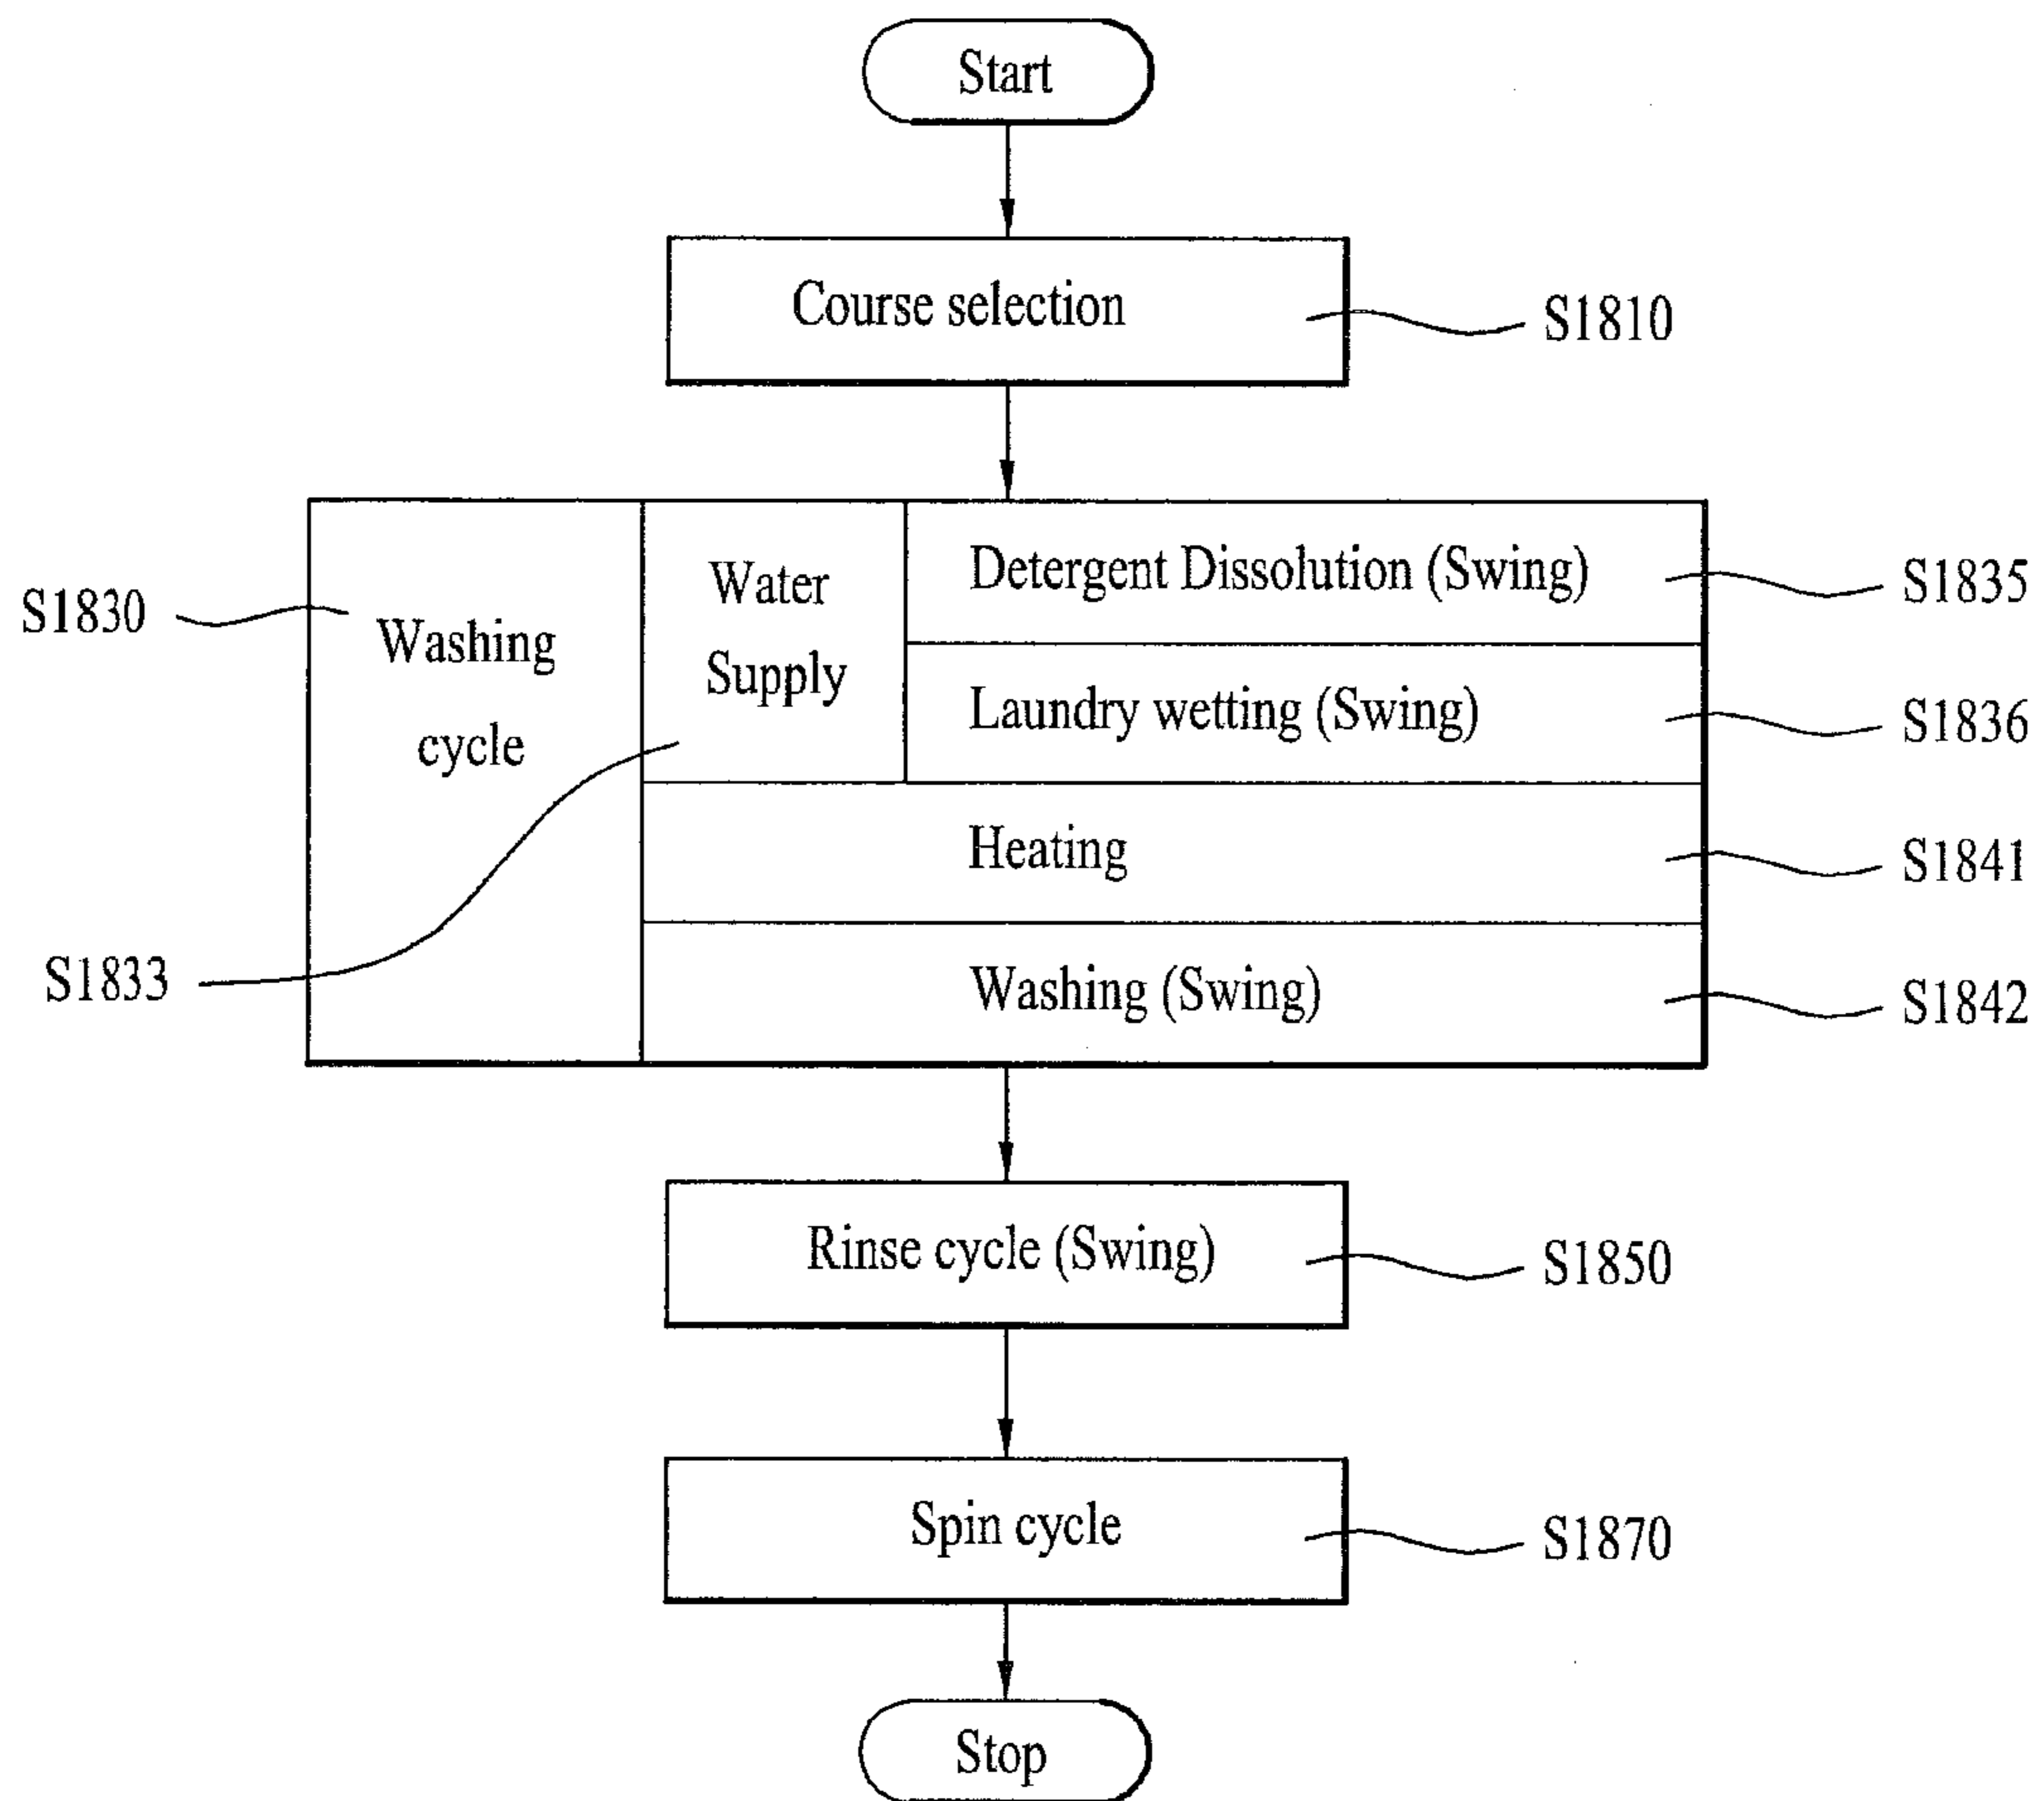 Start
Course selection
S1810
S1830
Washing
cycle
Water
Supply
S1833
Detergent Dissolution (Swing)
S1835
Laundry wetting (Swing)
S1836
Heating
S1841
Washing (Swing)
S1842
Rinse cycle (Swing)
S1850
Spin cycle
S1870
Stop